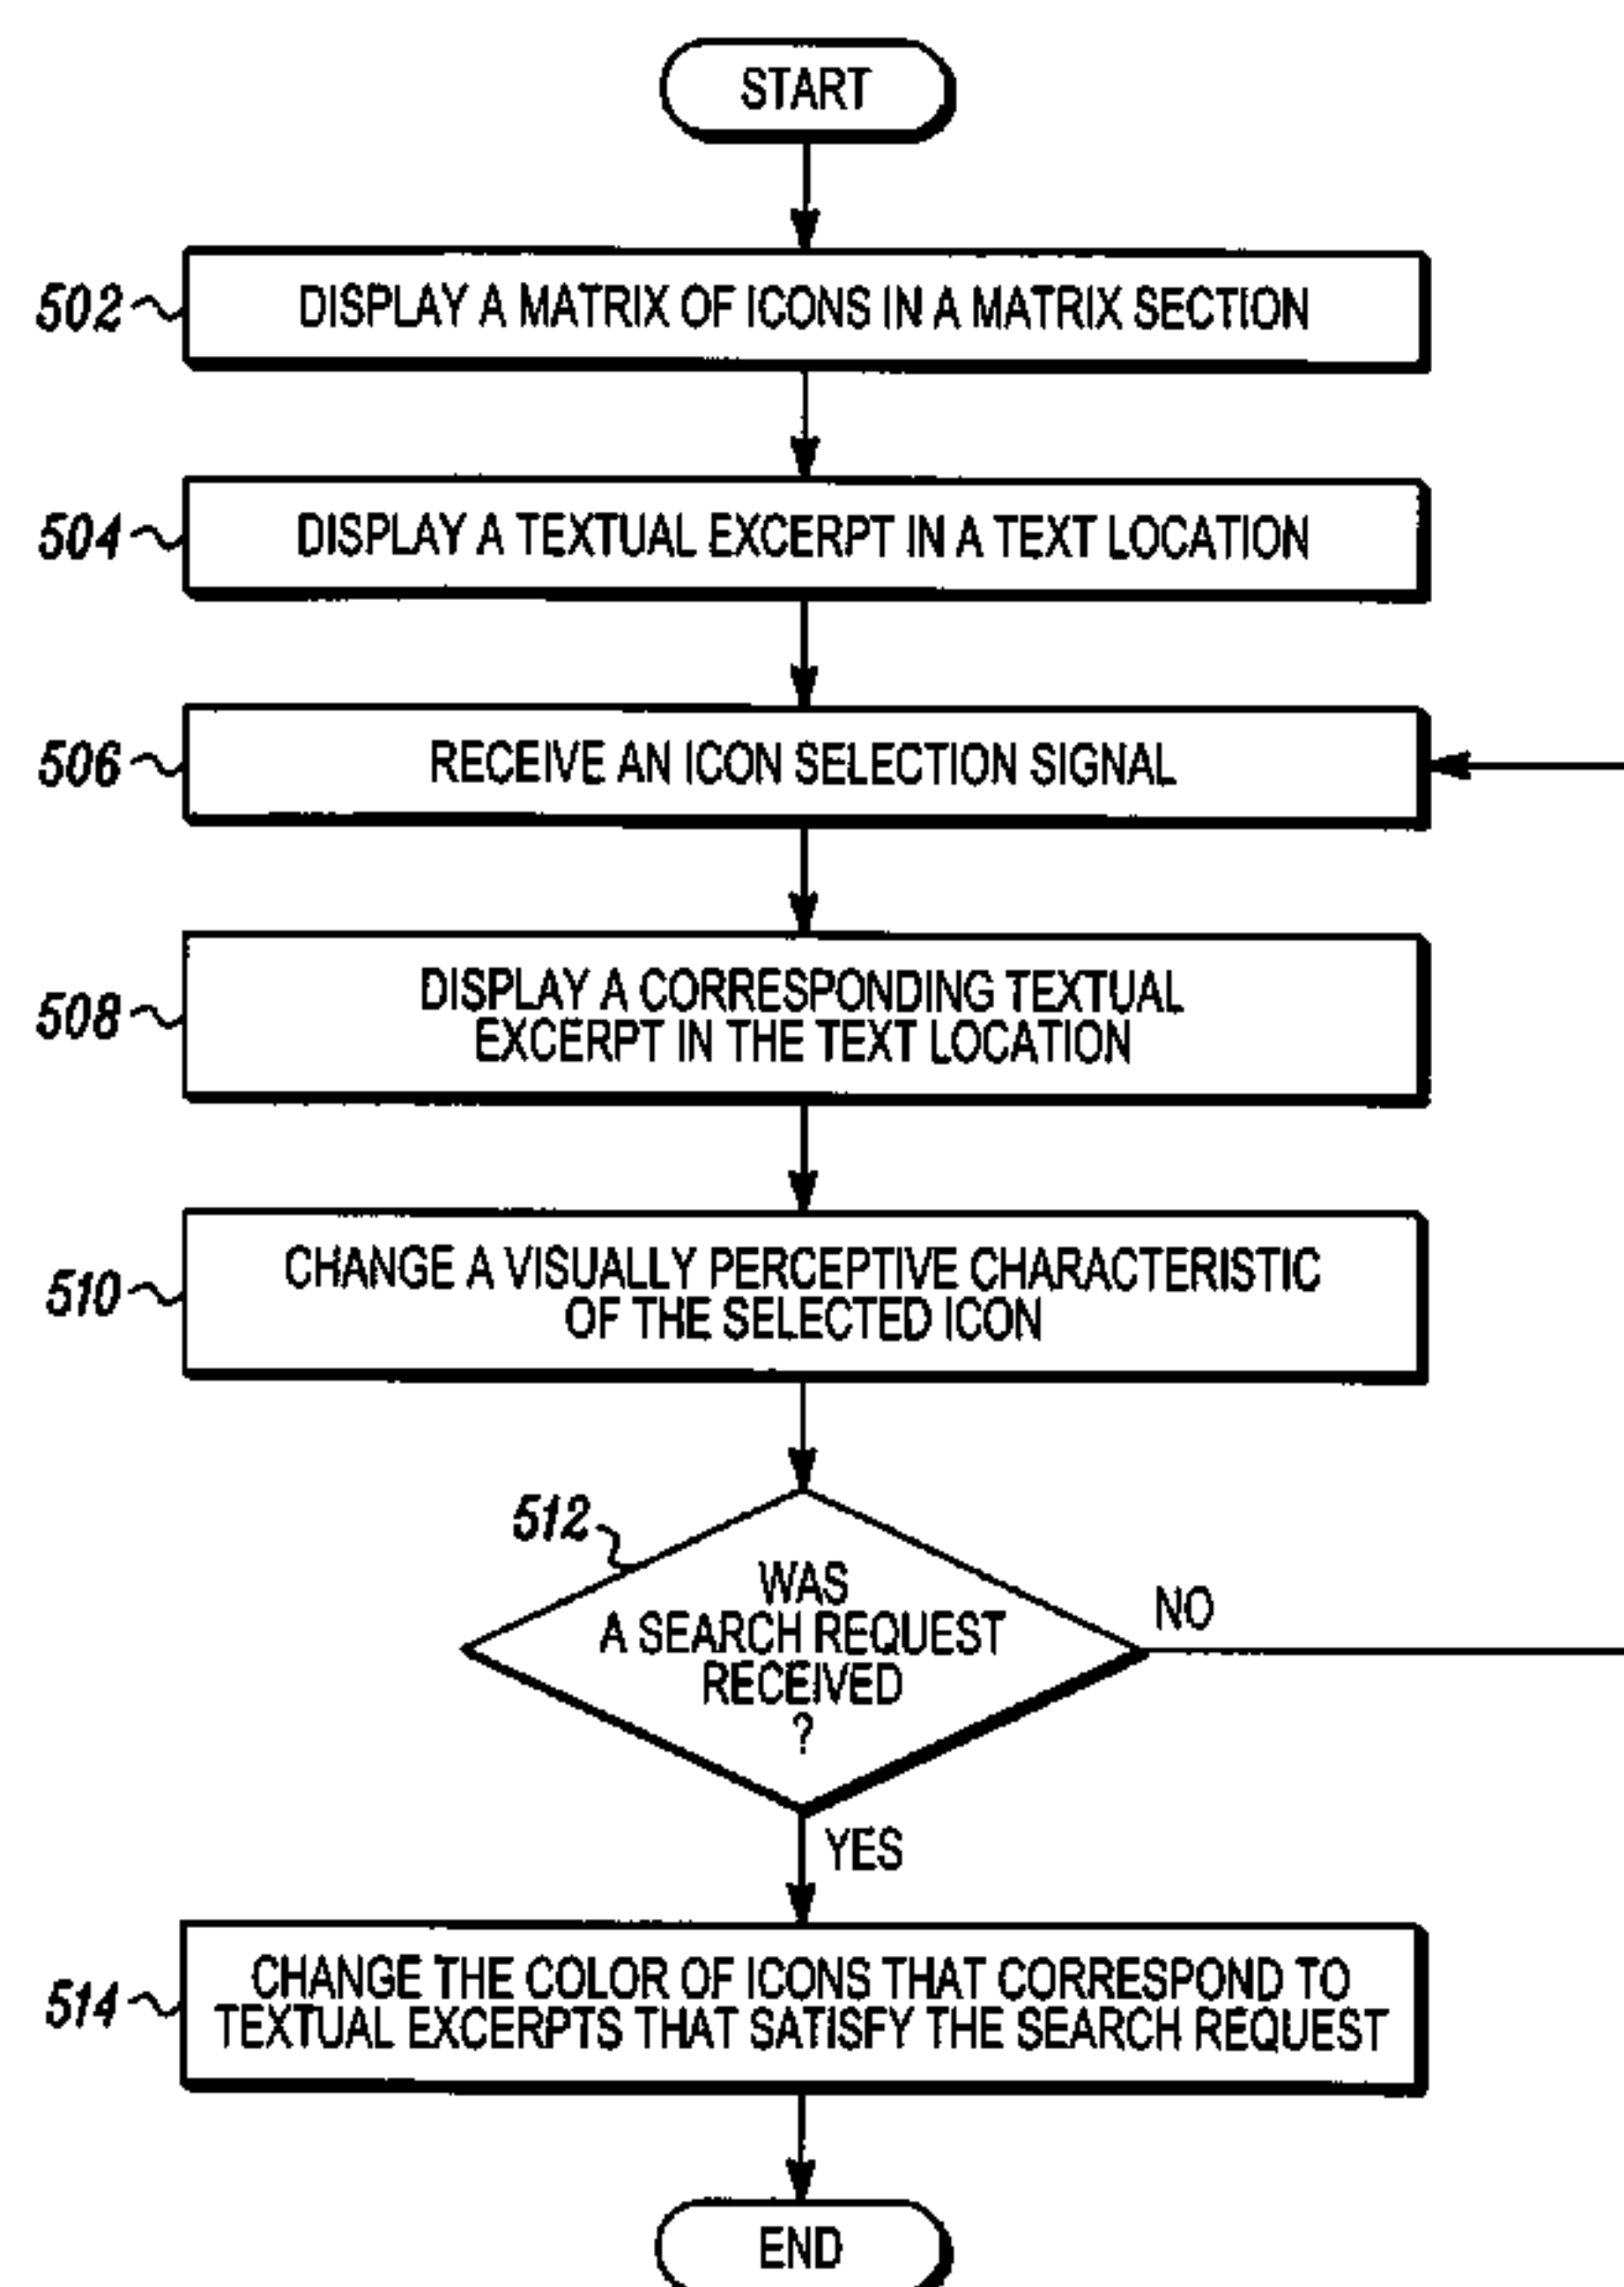 START
502
DISPLAY A MATRIX OF ICONS IN A MATRIX SECTION
504
DISPLAY A TEXTUAL EXCERPT IN A TEXT LOCATION
506
RECEIVE AN ICON SELECTION SIGNAL
508
DISPLAY A CORRESPONDING TEXTUAL
EXCERPT IN THE TEXT LOCATION
510
CHANGE A VISUALLY PERCEPTIVE CHARACTERISTIC
OF THE SELECTED ICON
512
WAS
A SEARCH REQUEST
RECEIVED
?
NO
YES
514
CHANGE THE COLOR OF ICONS THAT CORRESPOND TO
TEXTUAL EXCERPTS THAT SATISFY THE SEARCH REQUEST
END